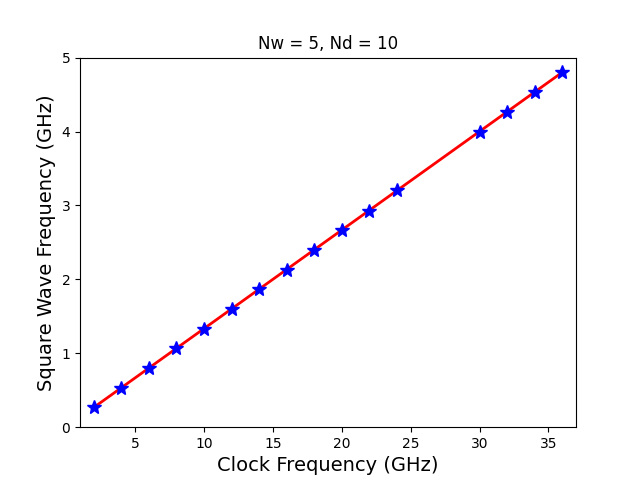 Nw = 5, Nd = 10
5
4
3
2
1
0
Square Wave Frequency (GHz)
5 10 15 20 25 30 35
Clock Frequency (GHz)